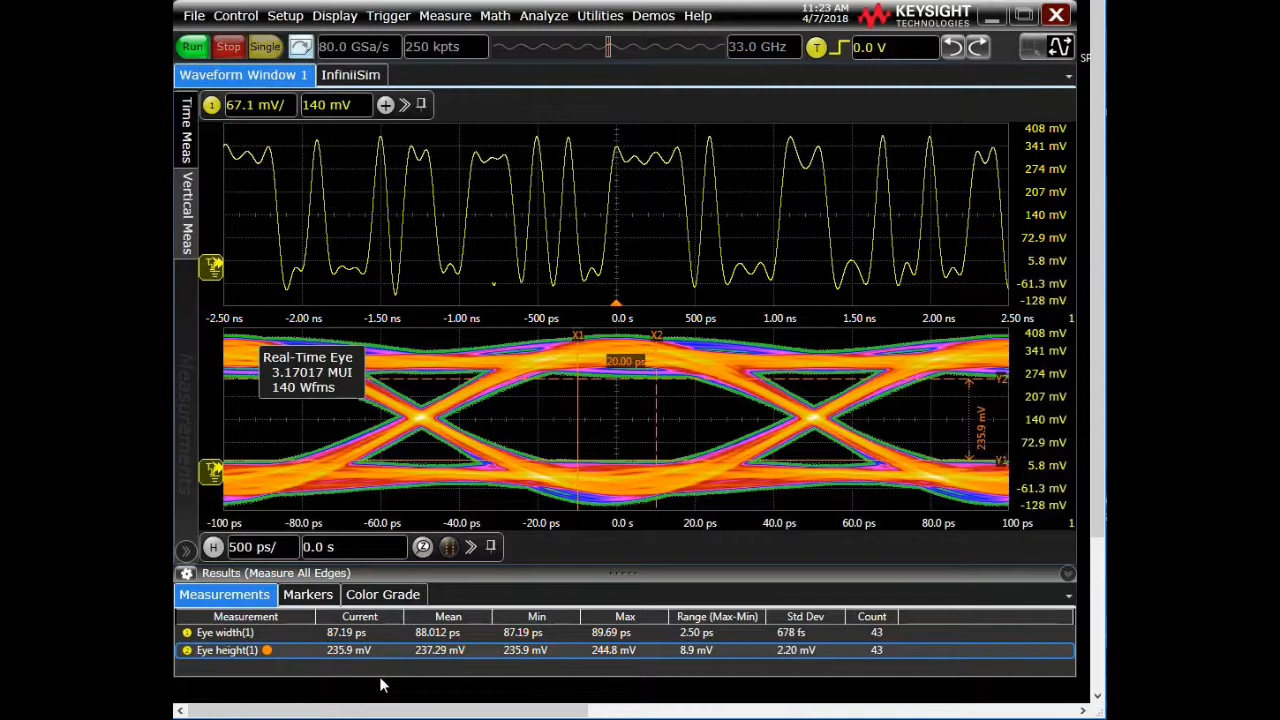 File Control Setup Display Trigger Measure Math Analyze Utilities Demos Help
11:23 AM
4/7/2018
KEYSIGHT
TECHNOLOGIES
Run Stop Single 80.0 GSa/s 250 kpts 33.0 GHz T 0.0 V
SP
Waveform Window 1 InfiniiSim
1 67.1 mV/ 140 mV
Time Meas
Vertical Meas
Measurements
408 mV
341 mV
274 mV
207 mV
140 mV
72.9 mV
5.8 mV
-61.3 mV
-128 mV
-2.50 ns -2.00 ns -1.50 ns -1.00 ns -500 ps 0.0 s 500 ps 1.00 ns 1.50 ns 2.00 ns 2.50 ns 1
X1 X2
Real-Time Eye
3.17017 MUI
140 Wfms
20.00 ps
Y2
235.9 mV
Y1
408 mV
341 mV
274 mV
207 mV
140 mV
72.9 mV
5.8 mV
-61.3 mV
-128 mV
-100 ps -80.0 ps -60.0 ps -40.0 ps -20.0 ps 0.0 s 20.0 ps 40.0 ps 60.0 ps 80.0 ps 100 ps 1
H 500 ps/ 0.0 s
Results (Measure All Edges)
Measurements Markers Color Grade
Measurement Current Mean Min Max Range (Max-Min) Std Dev Count
1 Eye width(1) 87.19 ps 88.012 ps 87.19 ps 89.69 ps 2.50 ps 678 fs 43
2 Eye height(1) 235.9 mV 237.29 mV 235.9 mV 244.8 mV 8.9 mV 2.20 mV 43